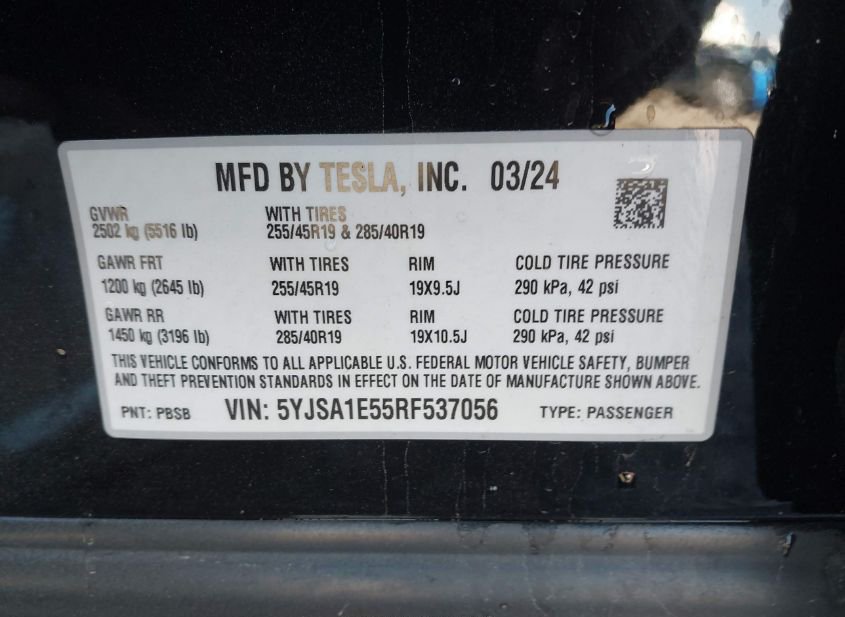 MFD BY TESLA, INC. 03/24
GVWR WITH TIRES
2502 kg (5516 lb) 255/45R19 & 285/40R19
GAWR FRT WITH TIRES RIM COLD TIRE PRESSURE
1200 kg (2645 lb) 255/45R19 19X9.5J 290 kPa, 42 psi
GAWR RR WITH TIRES RIM COLD TIRE PRESSURE
1450 kg (3196 lb) 285/40R19 19X10.5J 290 kPa, 42 psi
THIS VEHICLE CONFORMS TO ALL APPLICABLE U.S. FEDERAL MOTOR VEHICLE SAFETY, BUMPER
AND THEFT PREVENTION STANDARDS IN EFFECT ON THE DATE OF MANUFACTURE SHOWN ABOVE.
PNT: PBSB VIN: 5YJSA1E55RF537056 TYPE: PASSENGER